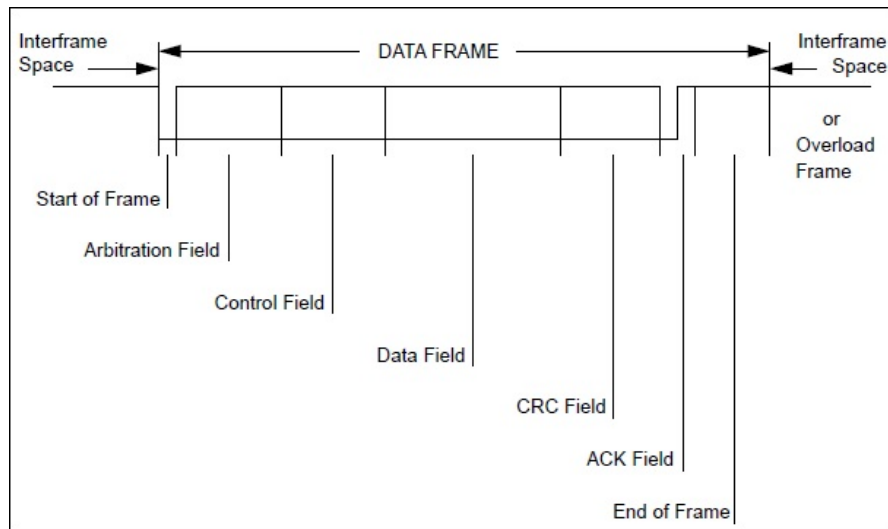 Interframe
Space
DATA FRAME
Interframe
Space
or
Overload
Frame
Start of Frame
Arbitration Field
Control Field
Data Field
CRC Field
ACK Field
End of Frame